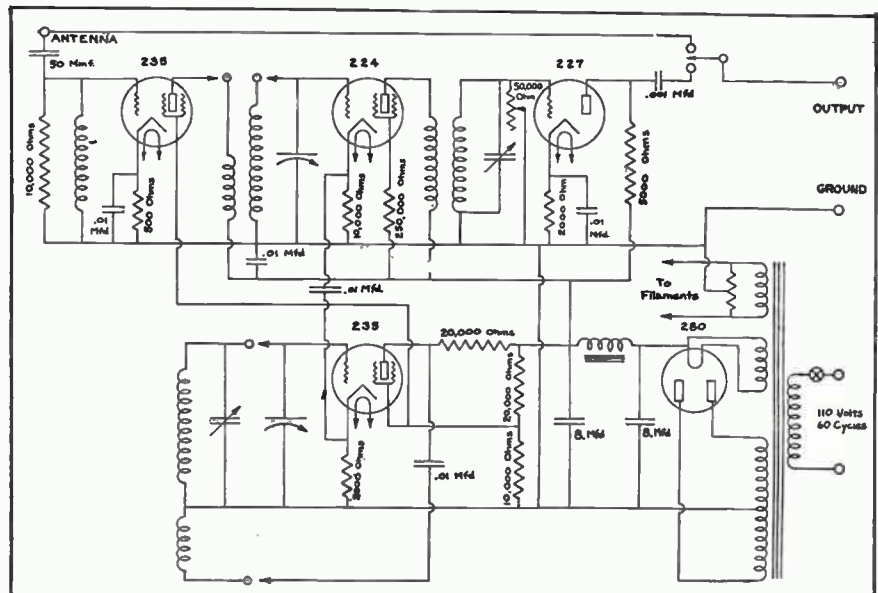 ANTENNA
50 Mmf.
235
224
227
50,000
Ohm
.001 Mfd
OUTPUT
10,000 Ohms
.01
Mfd
500 Ohms
10,000 Ohms
250,000 Ohms
2000 Ohm
.01
Mfd
5000 Ohms
GROUND
.01 Mfd
.01 Mfd.
To
Filaments
235
20,000 Ohms
280
20,000 Ohms
10,000 Ohms
8. Mfd
8. Mfd
110 Volts
60 Cycles
.01 Mfd